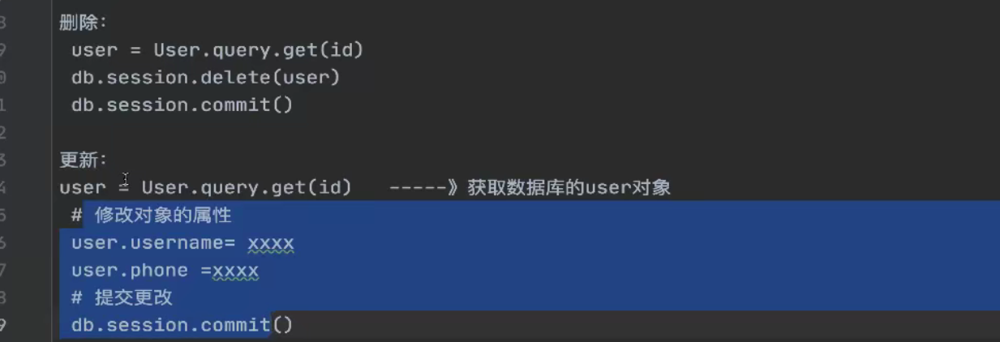 删除：
user = User.query.get(id)
db.session.delete(user)
db.session.commit()
更新：
user = User.query.get(id)   -----》获取数据库的user对象
# 修改对象的属性
user.username= xxxx
user.phone =xxxx
# 提交更改
db.session.commit()